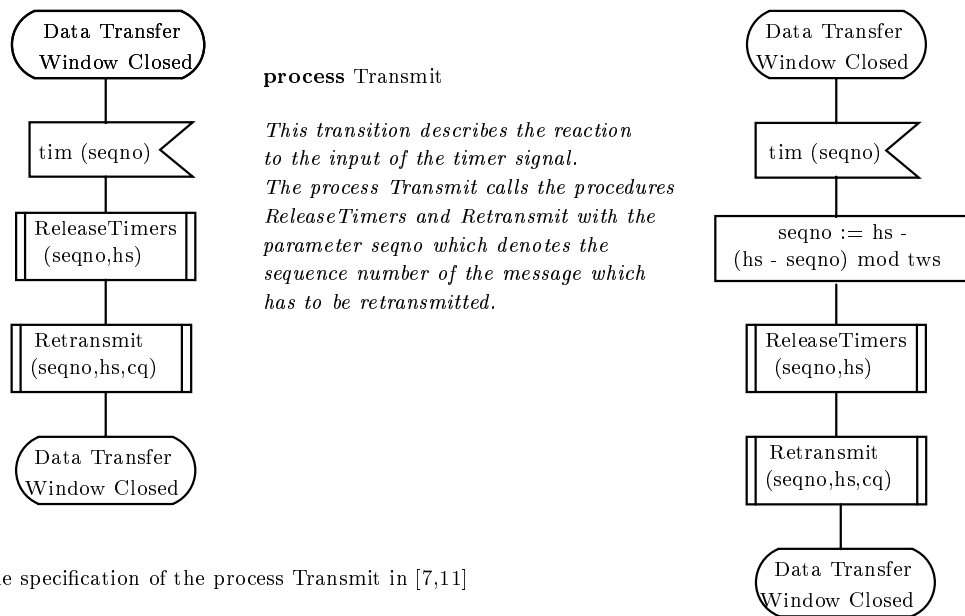 Data Transfer
Window Closed
tim (seqno)
ReleaseTimers
(seqno,hs)
Retransmit
(seqno,hs,cq)
Data Transfer
Window Closed
process Transmit
This transition describes the reaction
to the input of the timer signal.
The process Transmit calls the procedures
ReleaseTimers and Retransmit with the
parameter seqno which denotes the
sequence number of the message which
has to be retransmitted.
Data Transfer
Window Closed
tim (seqno)
seqno := hs -
(hs - seqno) mod tws
ReleaseTimers
(seqno,hs)
Retransmit
(seqno,hs,cq)
Data Transfer
Window Closed
specification of the process Transmit in [7,11]